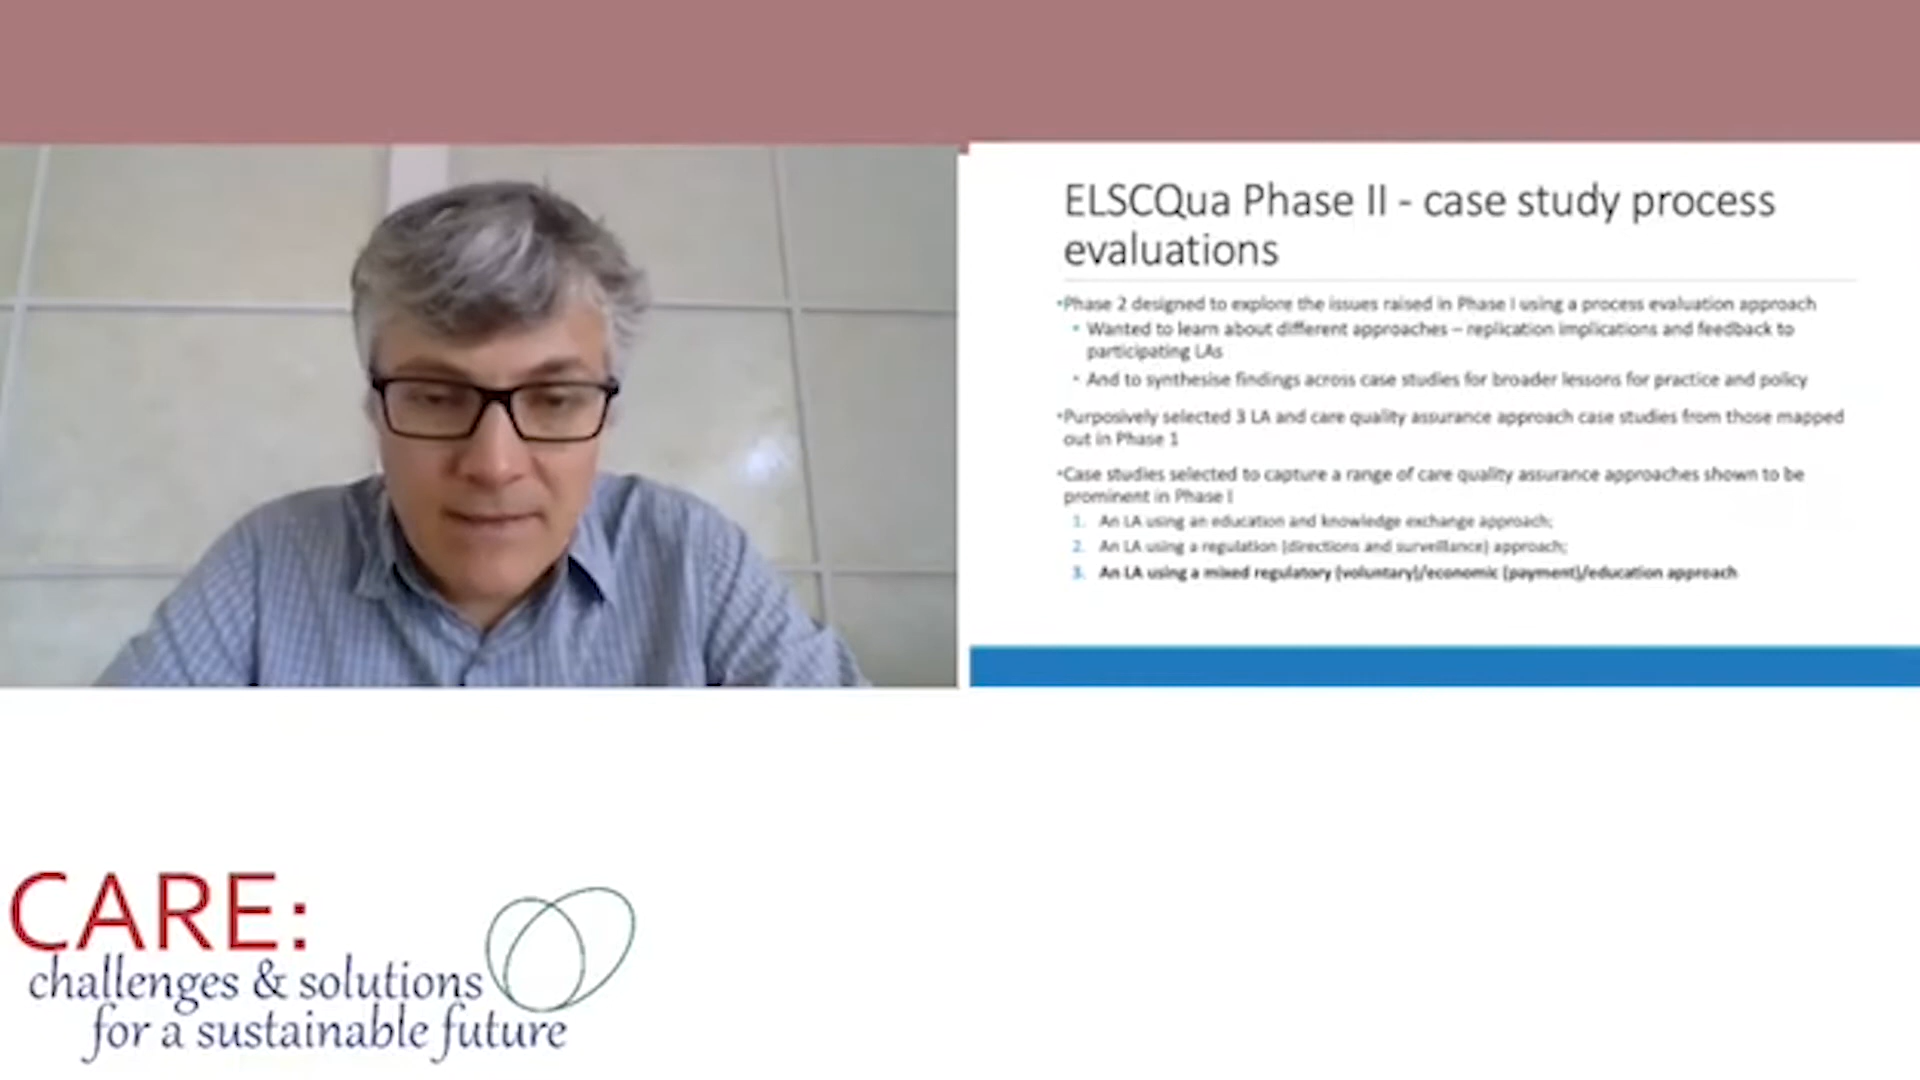 ELSCQua Phase II - case study process
evaluations
•Phase 2 designed to explore the issues raised in Phase I using a process evaluation approach
• Wanted to learn about different approaches – replication implications and feedback to
participating LAs
• And to synthesise findings across case studies for broader lessons for practice and policy
•Purposively selected 3 LA and care quality assurance approach case studies from those mapped
out in Phase 1
•Case studies selected to capture a range of care quality assurance approaches shown to be
prominent in Phase I
1. An LA using an education and knowledge exchange approach;
2. An LA using a regulation (directions and surveillance) approach;
3. An LA using a mixed regulatory (voluntary)/economic (payment)/education approach
CARE:
challenges & solutions
for a sustainable future